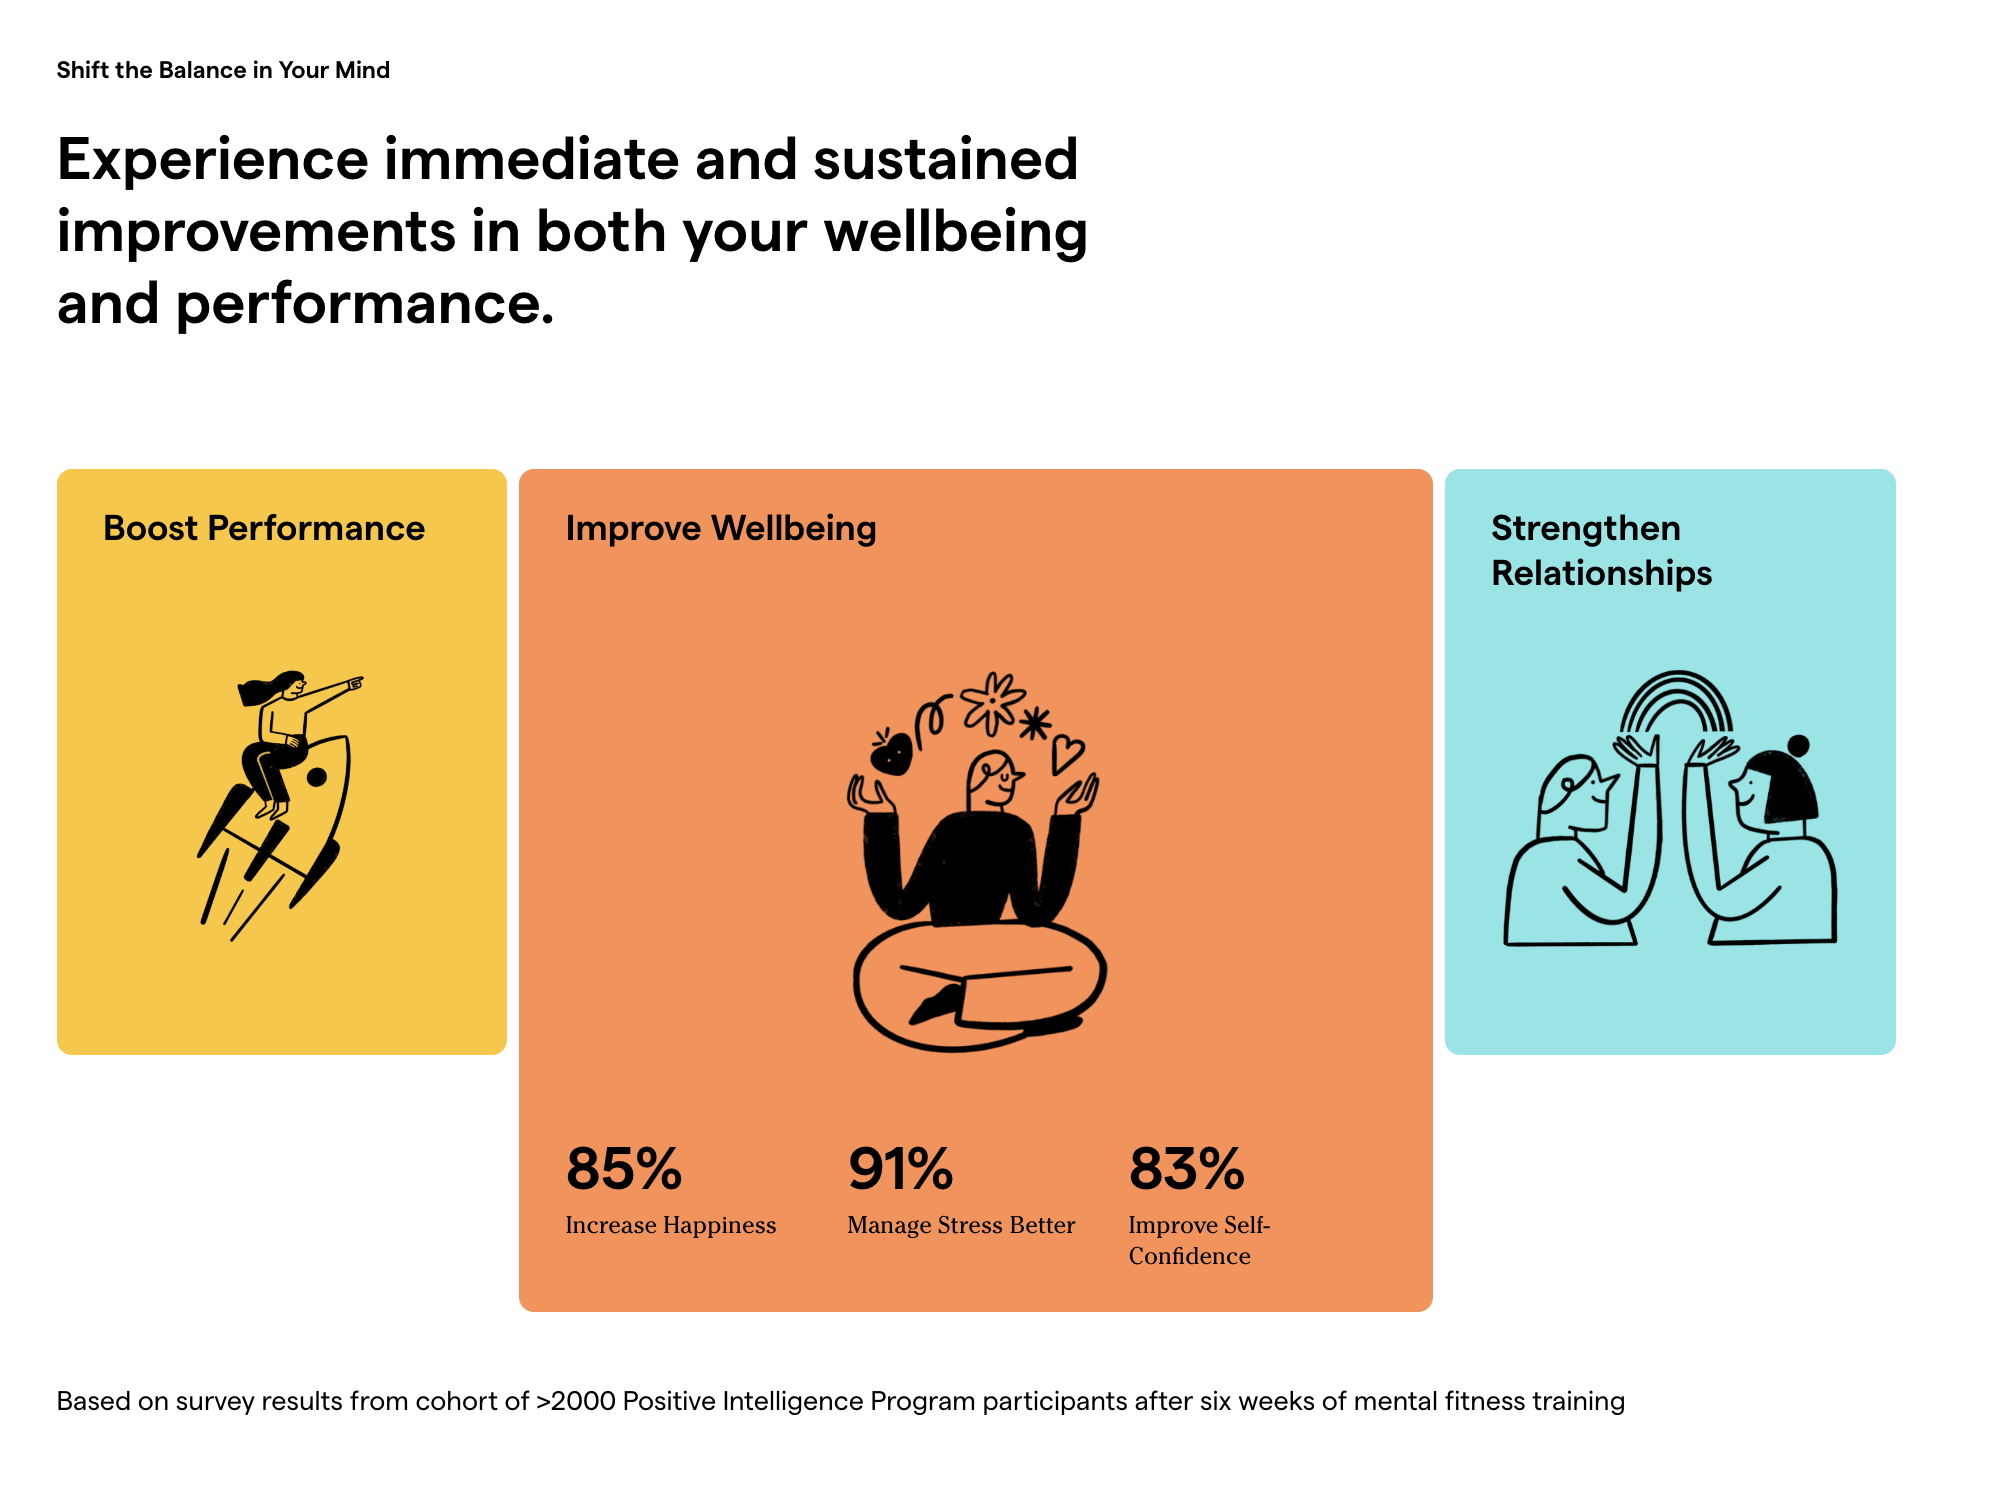 Shift the Balance in Your Mind
Experience immediate and sustained
improvements in both your wellbeing
and performance.
Boost Performance
Improve Wellbeing
Strengthen
Relationships
85%
Increase Happiness
91%
Manage Stress Better
83%
Improve Self-
Confidence
Based on survey results from cohort of >2000 Positive Intelligence Program participants after six weeks of mental fitness training